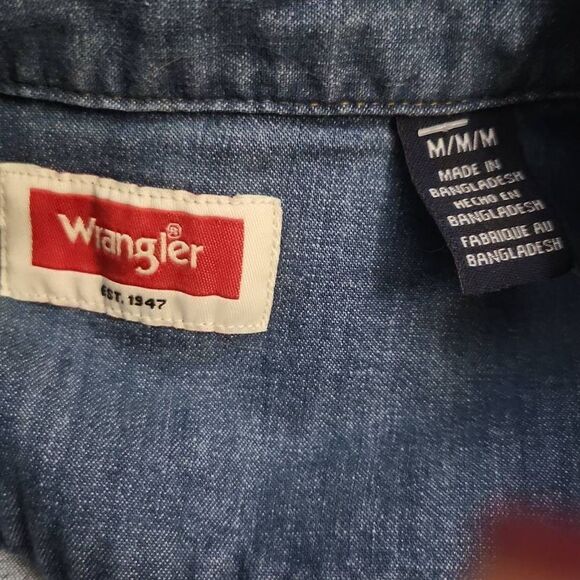 Wrangler®
EST. 1947
M/M/M
MADE IN
BANGLADESH
HECHO EN
BANGLADESH
FABRIQUE AU
BANGLADESH